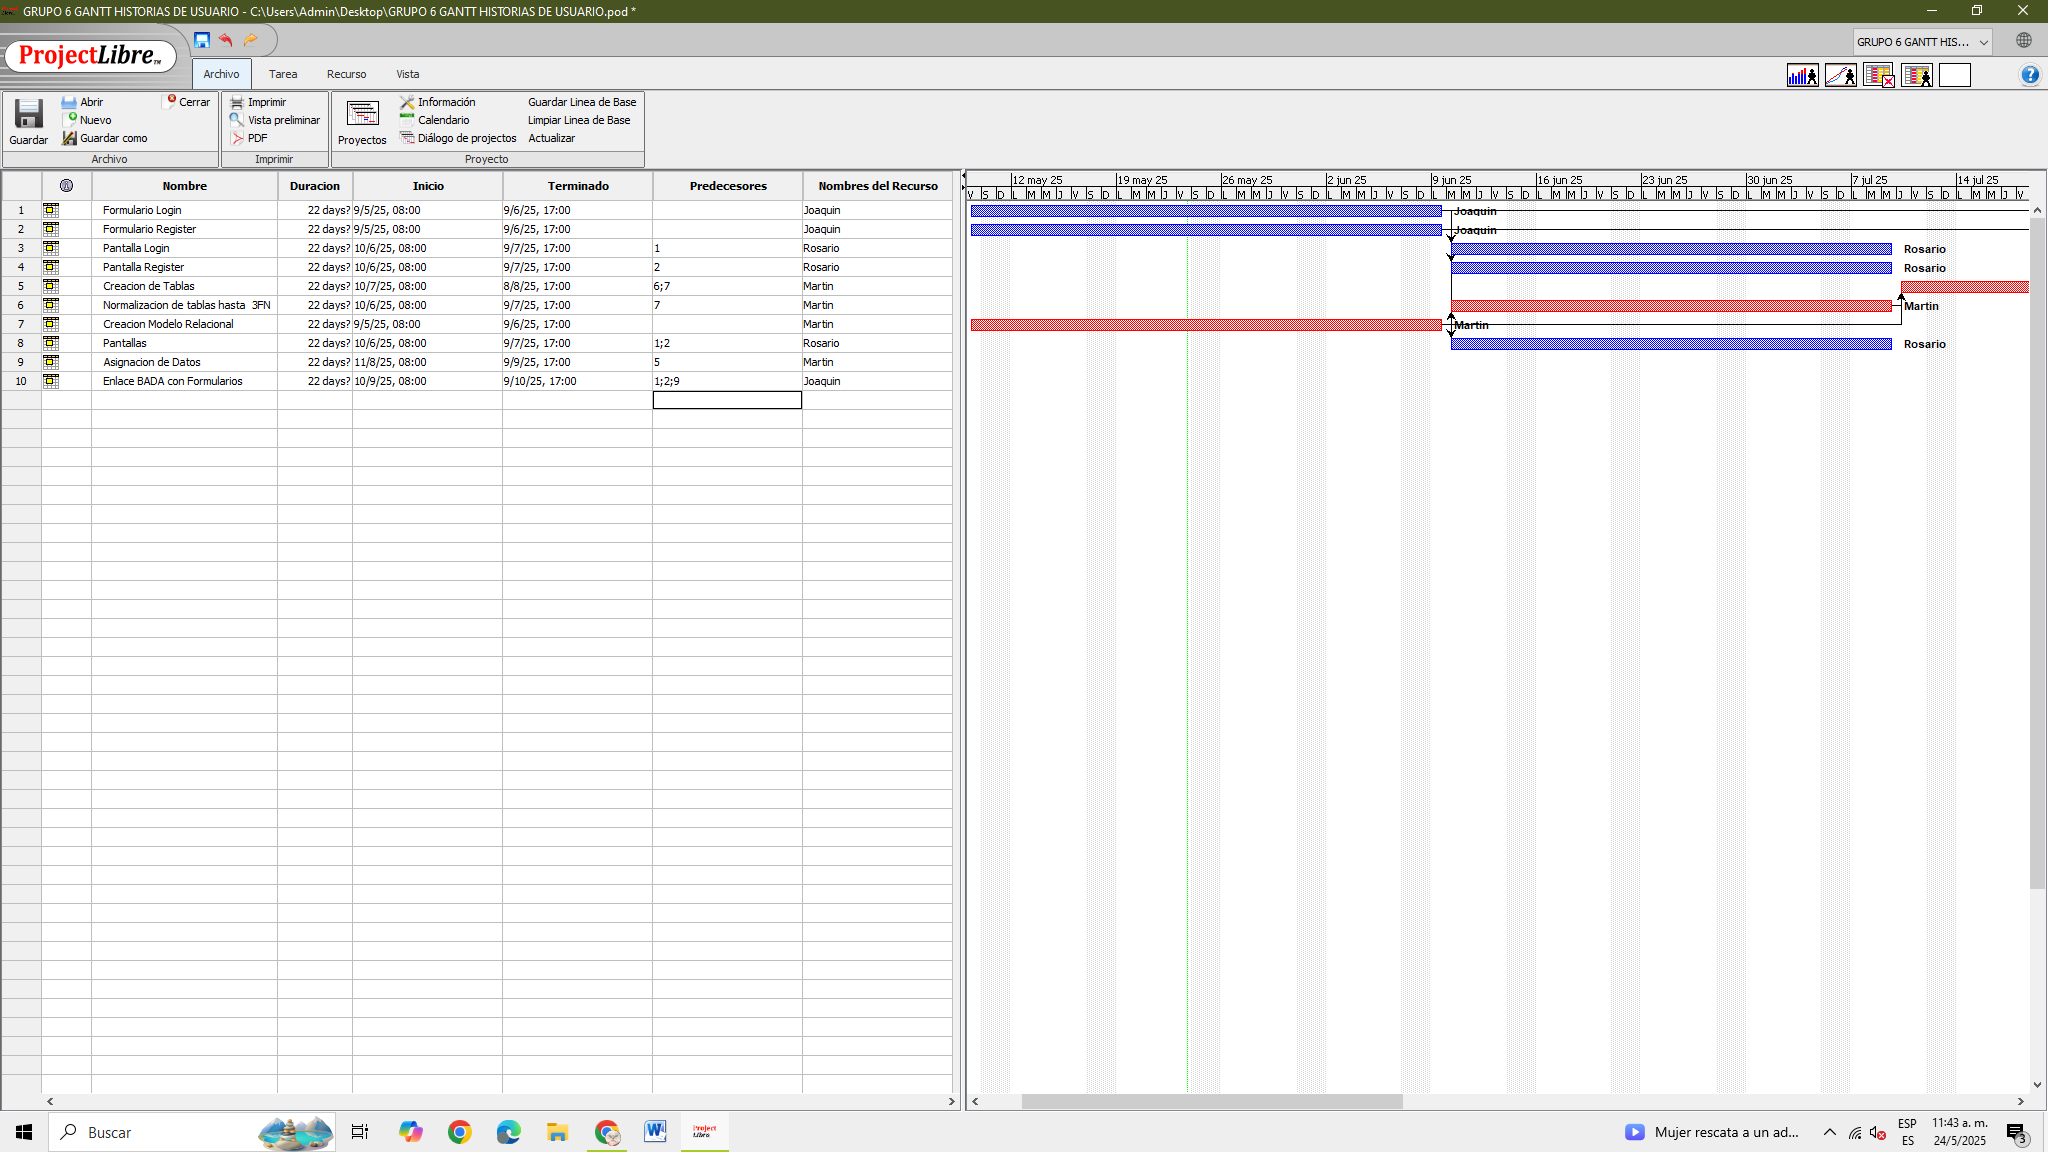 GRUPO 6 GANTT HISTORIAS DE USUARIO - C:\Users\Admin\Desktop\GRUPO 6 GANTT HISTORIAS DE USUARIO.pod *
ProjectLibre™
GRUPO 6 GANTT HIS...
Archivo Tarea Recurso Vista
Guardar
Abrir
Nuevo
Guardar como
Cerrar
Archivo
Imprimir
Vista preliminar
PDF
Imprimir
Proyectos
Información
Calendario
Diálogo de projectos
Guardar Linea de Base
Limpiar Linea de Base
Actualizar
Proyecto
Nombre Duracion Inicio Terminado Predecesores Nombres del Recurso
1 Formulario Login 22 days? 9/5/25, 08:00 9/6/25, 17:00 Joaquin
2 Formulario Register 22 days? 9/5/25, 08:00 9/6/25, 17:00 Joaquin
3 Pantalla Login 22 days? 10/6/25, 08:00 9/7/25, 17:00 1 Rosario
4 Pantalla Register 22 days? 10/6/25, 08:00 9/7/25, 17:00 2 Rosario
5 Creacion de Tablas 22 days? 10/7/25, 08:00 8/8/25, 17:00 6;7 Martin
6 Normalizacion de tablas hasta 3FN 22 days? 10/6/25, 08:00 9/7/25, 17:00 7 Martin
7 Creacion Modelo Relacional 22 days? 9/5/25, 08:00 9/6/25, 17:00 Martin
8 Pantallas 22 days? 10/6/25, 08:00 9/7/25, 17:00 1;2 Rosario
9 Asignacion de Datos 22 days? 11/8/25, 08:00 9/9/25, 17:00 5 Martin
10 Enlace BADA con Formularios 22 days? 10/9/25, 08:00 9/10/25, 17:00 1;2;9 Joaquin
12 may 25 19 may 25 26 may 25 2 jun 25 9 jun 25 16 jun 25 23 jun 25 30 jun 25 7 jul 25 14 jul 25
V S D L M M J V S D L M M J V S D L M M J V S D L M M J V S D L M M J V S D L M M J V S D L M M J V S D L M M J V S D L M M J V S D L M M J V
Joaquin
Joaquin
Rosario
Rosario
Martin
Martin
Rosario
Buscar
Project Libre
Mujer rescata a un ad...
ESP
ES
11:43 a. m.
24/5/2025
3